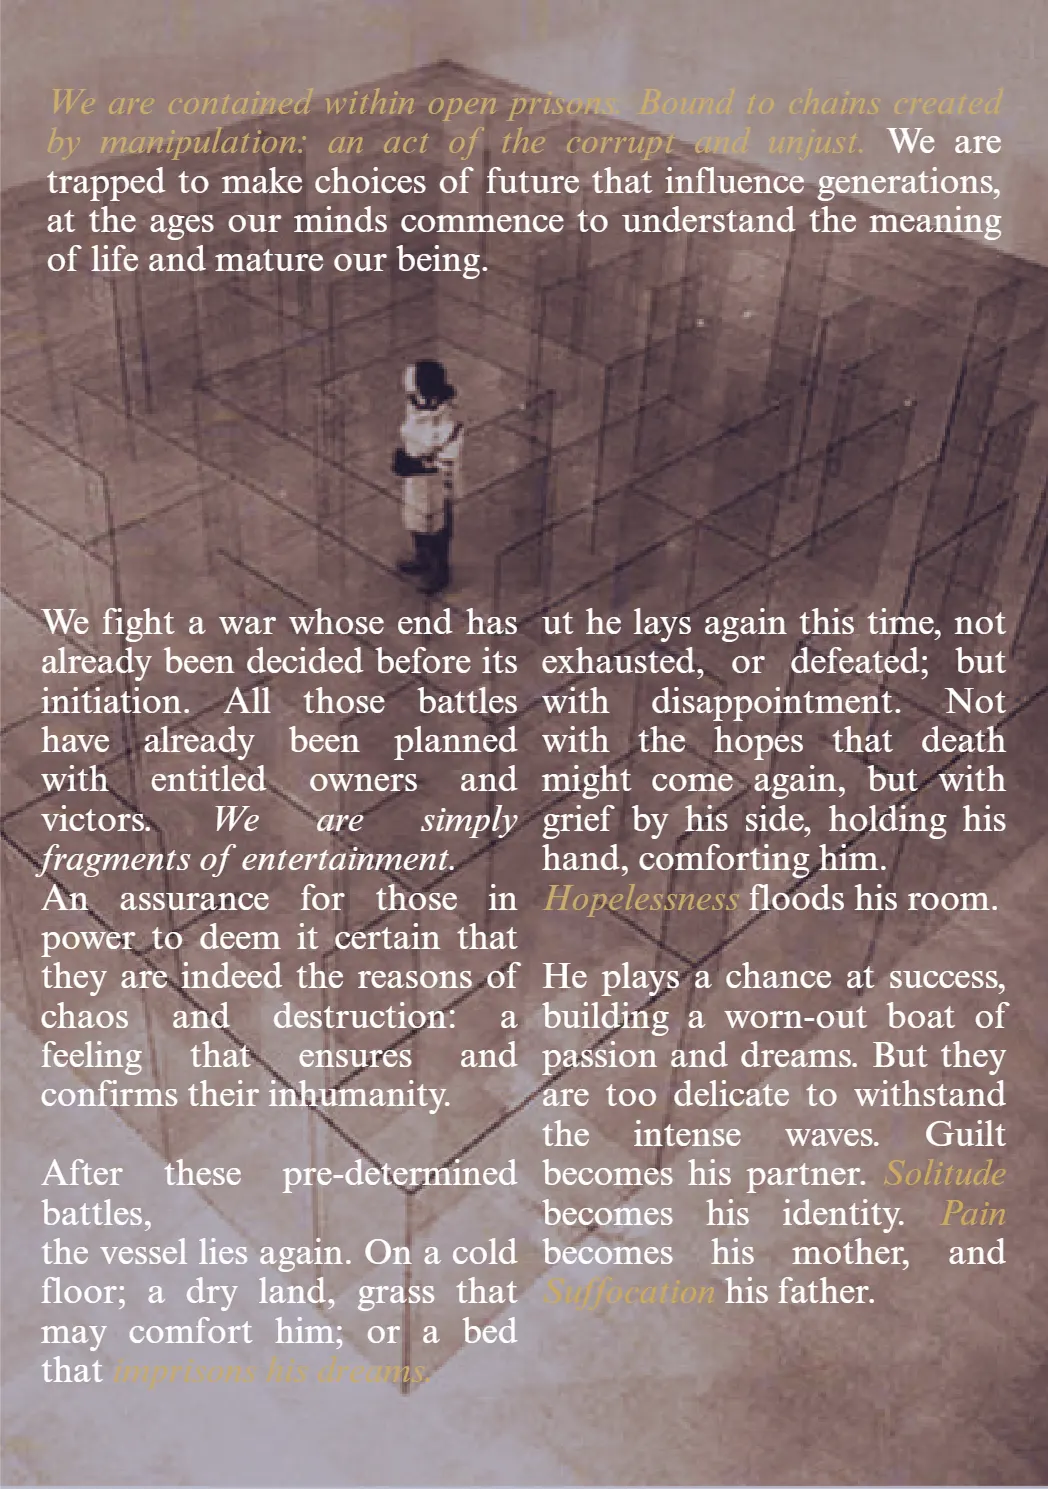 We are contained within open prisons. Bound to chains created
by manipulation: an act of the corrupt and unjust. We are
trapped to make choices of future that influence generations,
at the ages our minds commence to understand the meaning
of life and mature our being.
We fight a war whose end has
already been decided before its
initiation. All those battles
have already been planned
with entitled owners and
victors. We are simply
fragments of entertainment.
An assurance for those in
power to deem it certain that
they are indeed the reasons of
chaos and destruction: a
feeling that ensures and
confirms their inhumanity.
After these pre-determined
battles,
the vessel lies again. On a cold
floor; a dry land, grass that
may comfort him; or a bed
that imprisons his dreams.
ut he lays again this time, not
exhausted, or defeated; but
with disappointment. Not
with the hopes that death
might come again, but with
grief by his side, holding his
hand, comforting him.
Hopelessness floods his room.
He plays a chance at success,
building a worn-out boat of
passion and dreams. But they
are too delicate to withstand
the intense waves. Guilt
becomes his partner. Solitude
becomes his identity. Pain
becomes his mother, and
Suffocation his father.